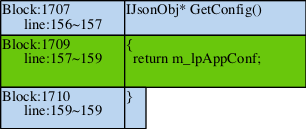 Block:1707
line:156~157
IJsonObj* GetConfig()
Block:1709
line:157~159
{
return m_lpAppConf;
Block:1710
line:159~159
}